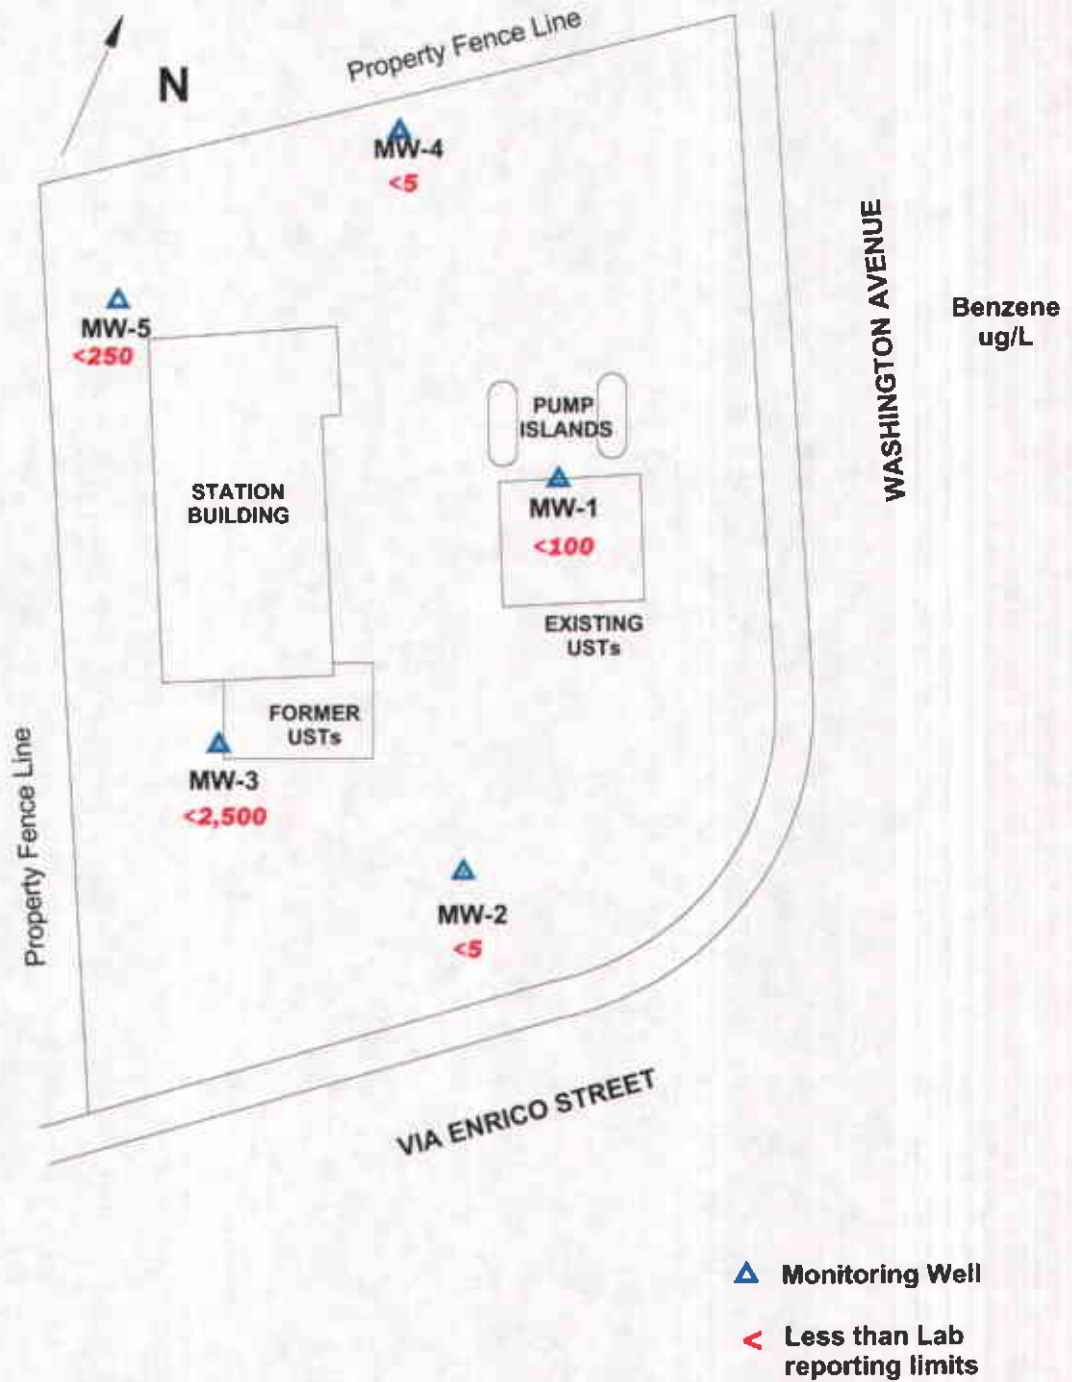 N
Property Fence Line
MW-4
<5
WASHINGTON AVENUE
Benzene
ug/L
MW-5
<250
PUMP
ISLANDS
STATION
BUILDING
MW-1
<100
EXISTING
USTs
FORMER
USTs
Property Fence Line
MW-3
<2,500
MW-2
<5
VIA ENRICO STREET
Monitoring Well
< Less than Lab
reporting limits